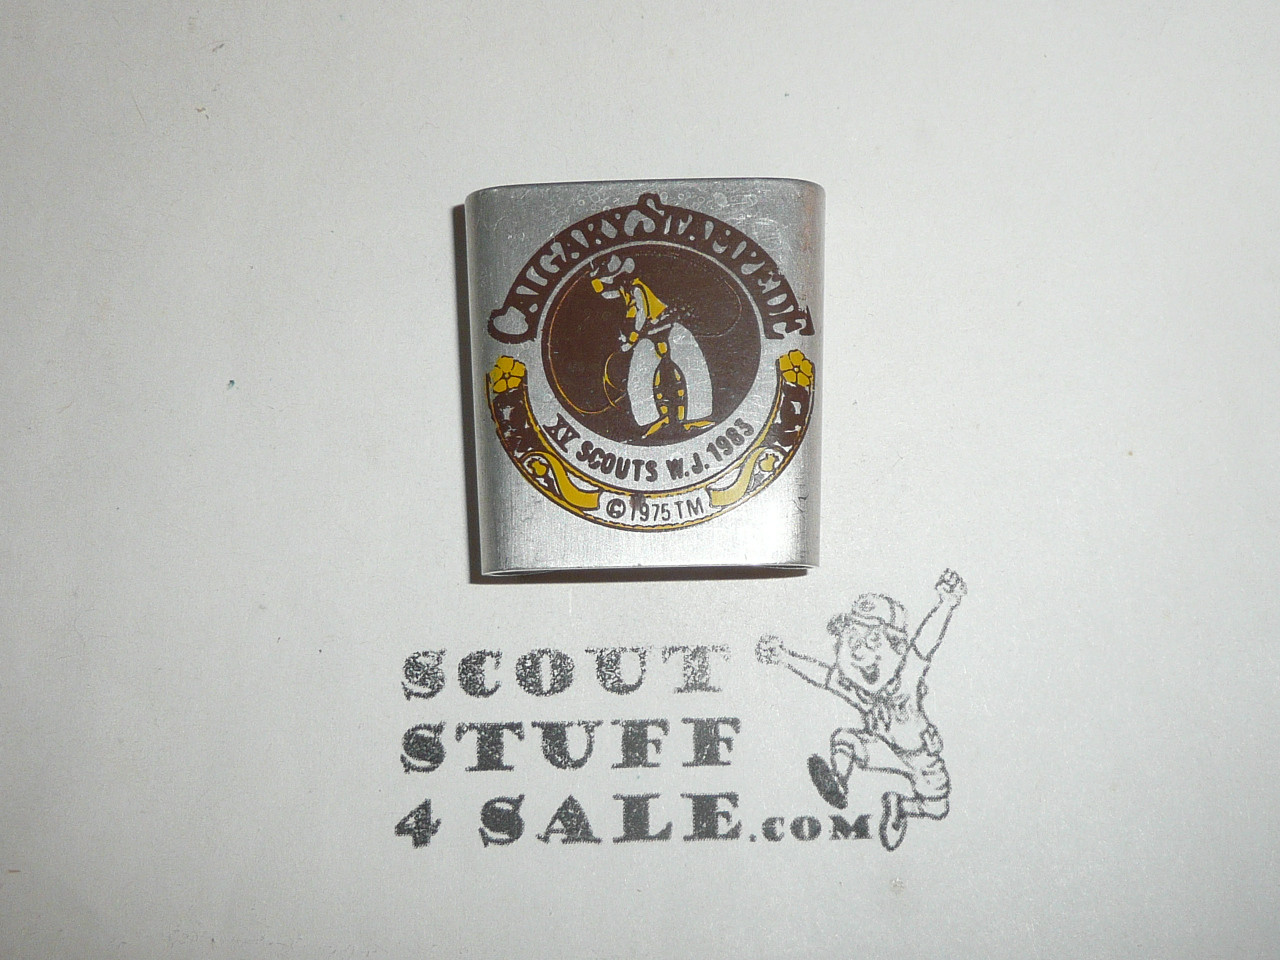 CALGARY STAMPEDE
XV SCOUTS W.J. 1983
© 1975 TM
SCOUT
STUFF
4 SALE.COM